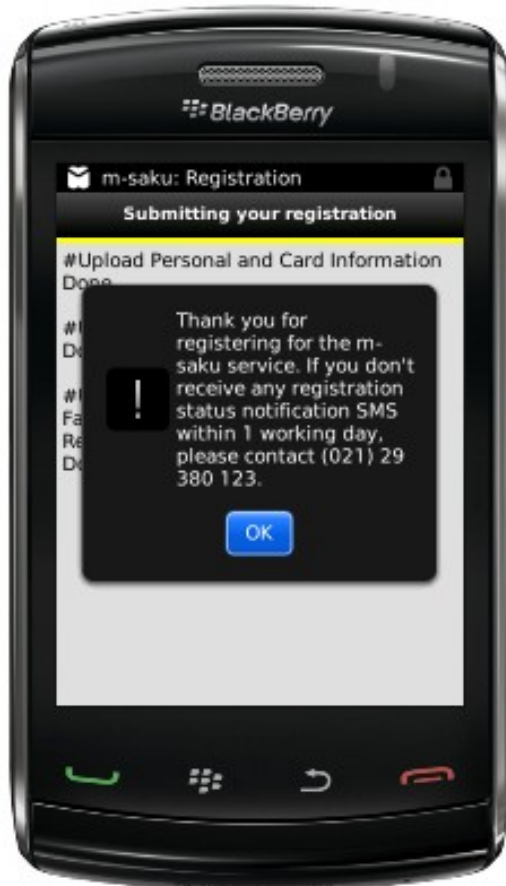 BlackBerry
m-saku: Registration
Submitting your registration
#Upload Personal and Card Information
Done
Thank you for
registering for the m-
saku service. If you don't
receive any registration
status notification SMS
within 1 working day,
please contact (021) 29
380 123.
OK